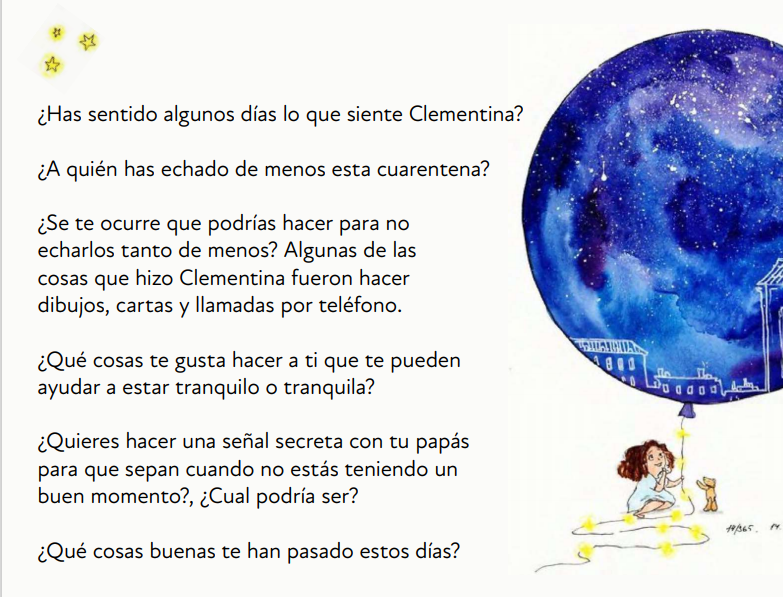 ¿Has sentido algunos días lo que siente Clementina?
¿A quién has echado de menos esta cuarentena?
¿Se te ocurre que podrías hacer para no
echarlos tanto de menos? Algunas de las
cosas que hizo Clementina fueron hacer
dibujos, cartas y llamadas por teléfono.
¿Qué cosas te gusta hacer a ti que te pueden
ayudar a estar tranquilo o tranquila?
¿Quieres hacer una señal secreta con tu papás
para que sepan cuando no estás teniendo un
buen momento?, ¿Cual podría ser?
¿Qué cosas buenas te han pasado estos días?